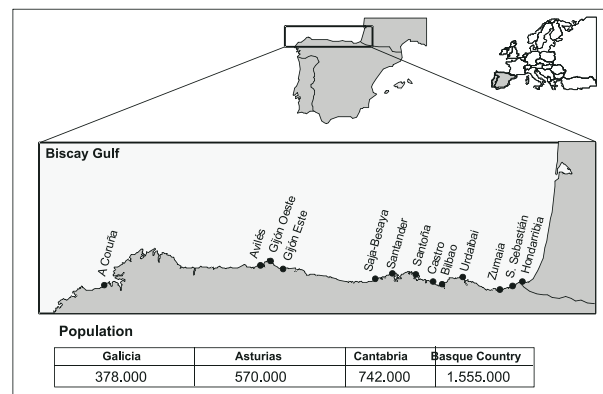 Biscay Gulf
A Coruña
Avilés
Gijón Oeste
Gijón Este
Saja-Besaya
Santander
Santoña
Castro
Bilbao
Urdaibai
Zumaia
S. Sebastián
Hondarribia
Population
Galicia Asturias Cantabria Basque Country
378.000 570.000 742.000 1.555.000